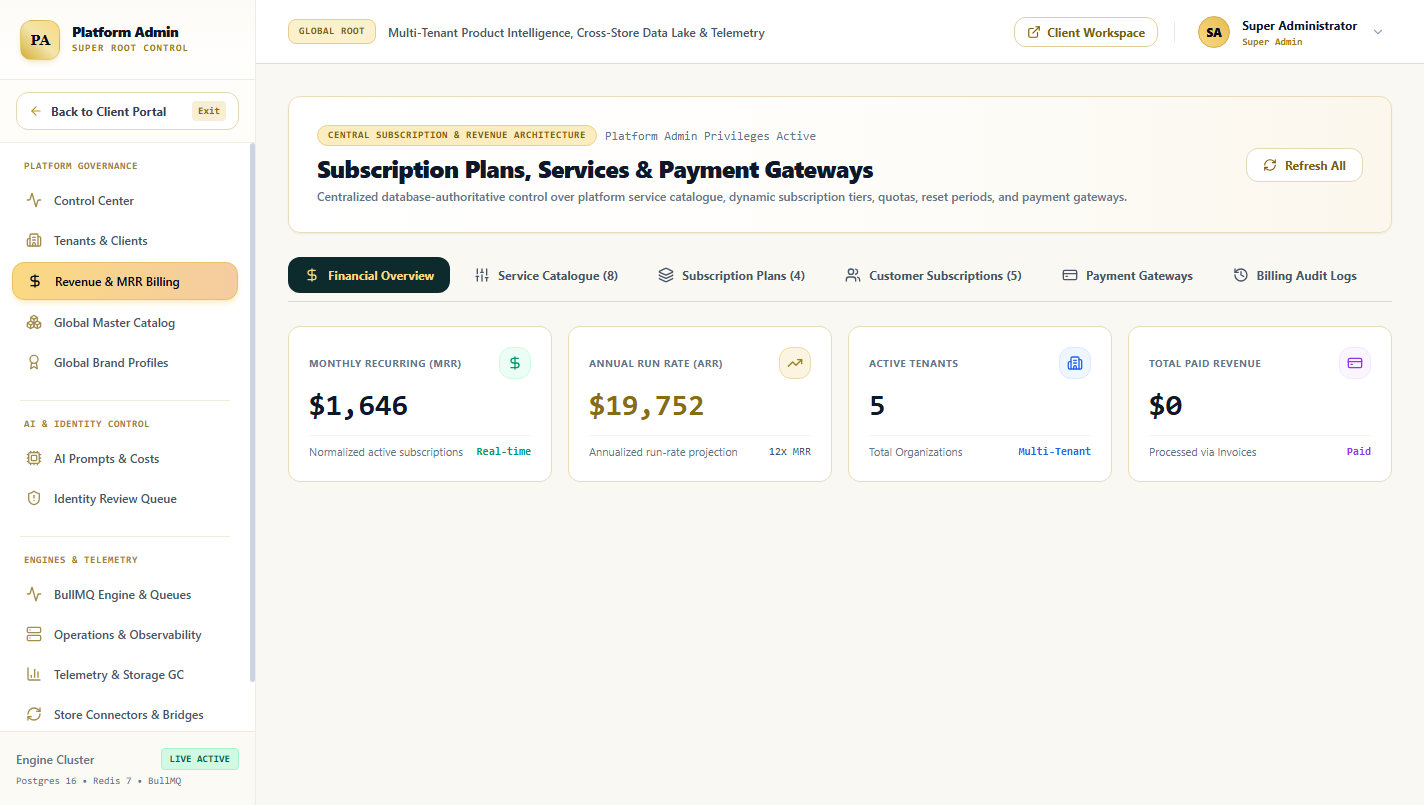 PA
Platform Admin
SUPER ROOT CONTROL
Back to Client Portal Exit
PLATFORM GOVERNANCE
Control Center
Tenants & Clients
Revenue & MRR Billing
Global Master Catalog
Global Brand Profiles
AI & IDENTITY CONTROL
AI Prompts & Costs
Identity Review Queue
ENGINES & TELEMETRY
BullMQ Engine & Queues
Operations & Observability
Telemetry & Storage GC
Store Connectors & Bridges
Engine Cluster LIVE ACTIVE
Postgres 16 • Redis 7 • BullMQ
GLOBAL ROOT Multi-Tenant Product Intelligence, Cross-Store Data Lake & Telemetry
Client Workspace
SA
Super Administrator
Super Admin
CENTRAL SUBSCRIPTION & REVENUE ARCHITECTURE Platform Admin Privileges Active
Subscription Plans, Services & Payment Gateways
Centralized database-authoritative control over platform service catalogue, dynamic subscription tiers, quotas, reset periods, and payment gateways.
Refresh All
Financial Overview Service Catalogue (8) Subscription Plans (4) Customer Subscriptions (5) Payment Gateways Billing Audit Logs
MONTHLY RECURRING (MRR)
$1,646
Normalized active subscriptions Real-time
ANNUAL RUN RATE (ARR)
$19,752
Annualized run-rate projection 12x MRR
ACTIVE TENANTS
5
Total Organizations Multi-Tenant
TOTAL PAID REVENUE
$0
Processed via Invoices Paid